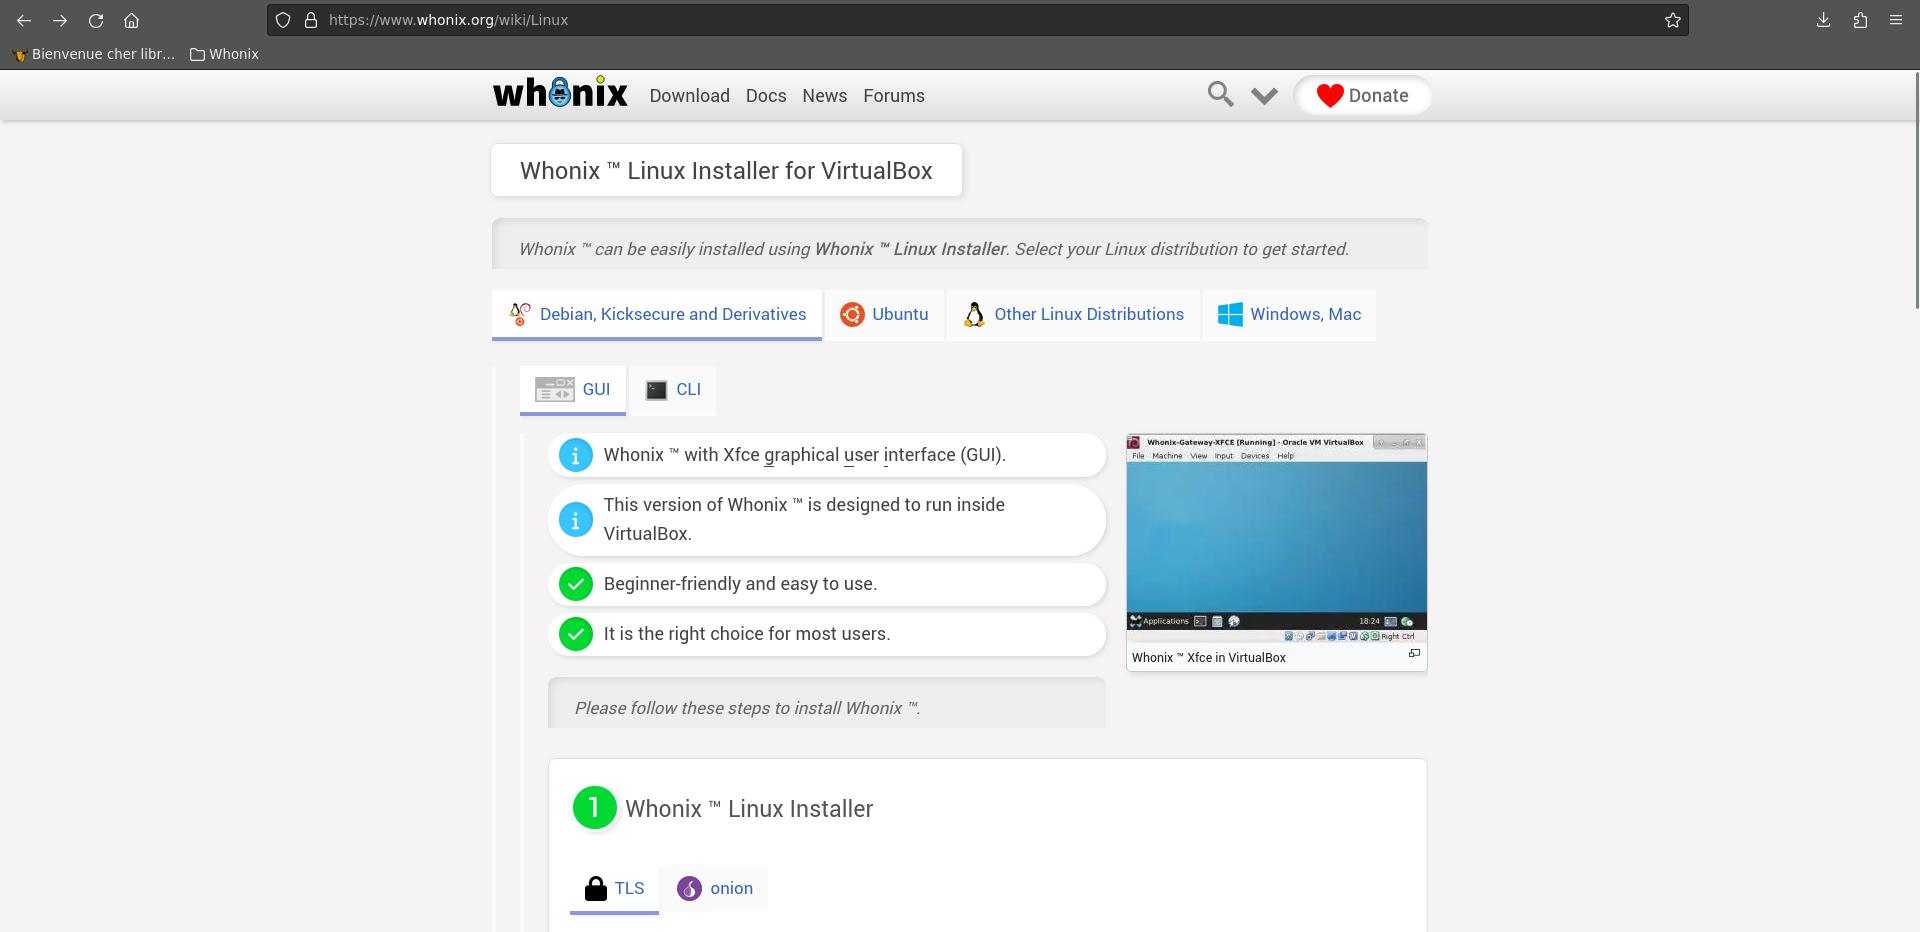 https://www.whonix.org/wiki/Linux
Bienvenue cher libr… Whonix
whonix Download Docs News Forums Donate
Whonix ™ Linux Installer for VirtualBox
Whonix ™ can be easily installed using Whonix ™ Linux Installer. Select your Linux distribution to get started.
Debian, Kicksecure and Derivatives Ubuntu Other Linux Distributions Windows, Mac
GUI CLI
Whonix ™ with Xfce graphical user interface (GUI).
This version of Whonix ™ is designed to run inside
VirtualBox.
Beginner-friendly and easy to use.
It is the right choice for most users.
Whonix-Gateway-XFCE [Running] - Oracle VM VirtualBox
File Machine View Input Devices Help
Applications 18:24
Right Ctrl
Whonix ™ Xfce in VirtualBox
Please follow these steps to install Whonix ™.
1 Whonix ™ Linux Installer
TLS onion